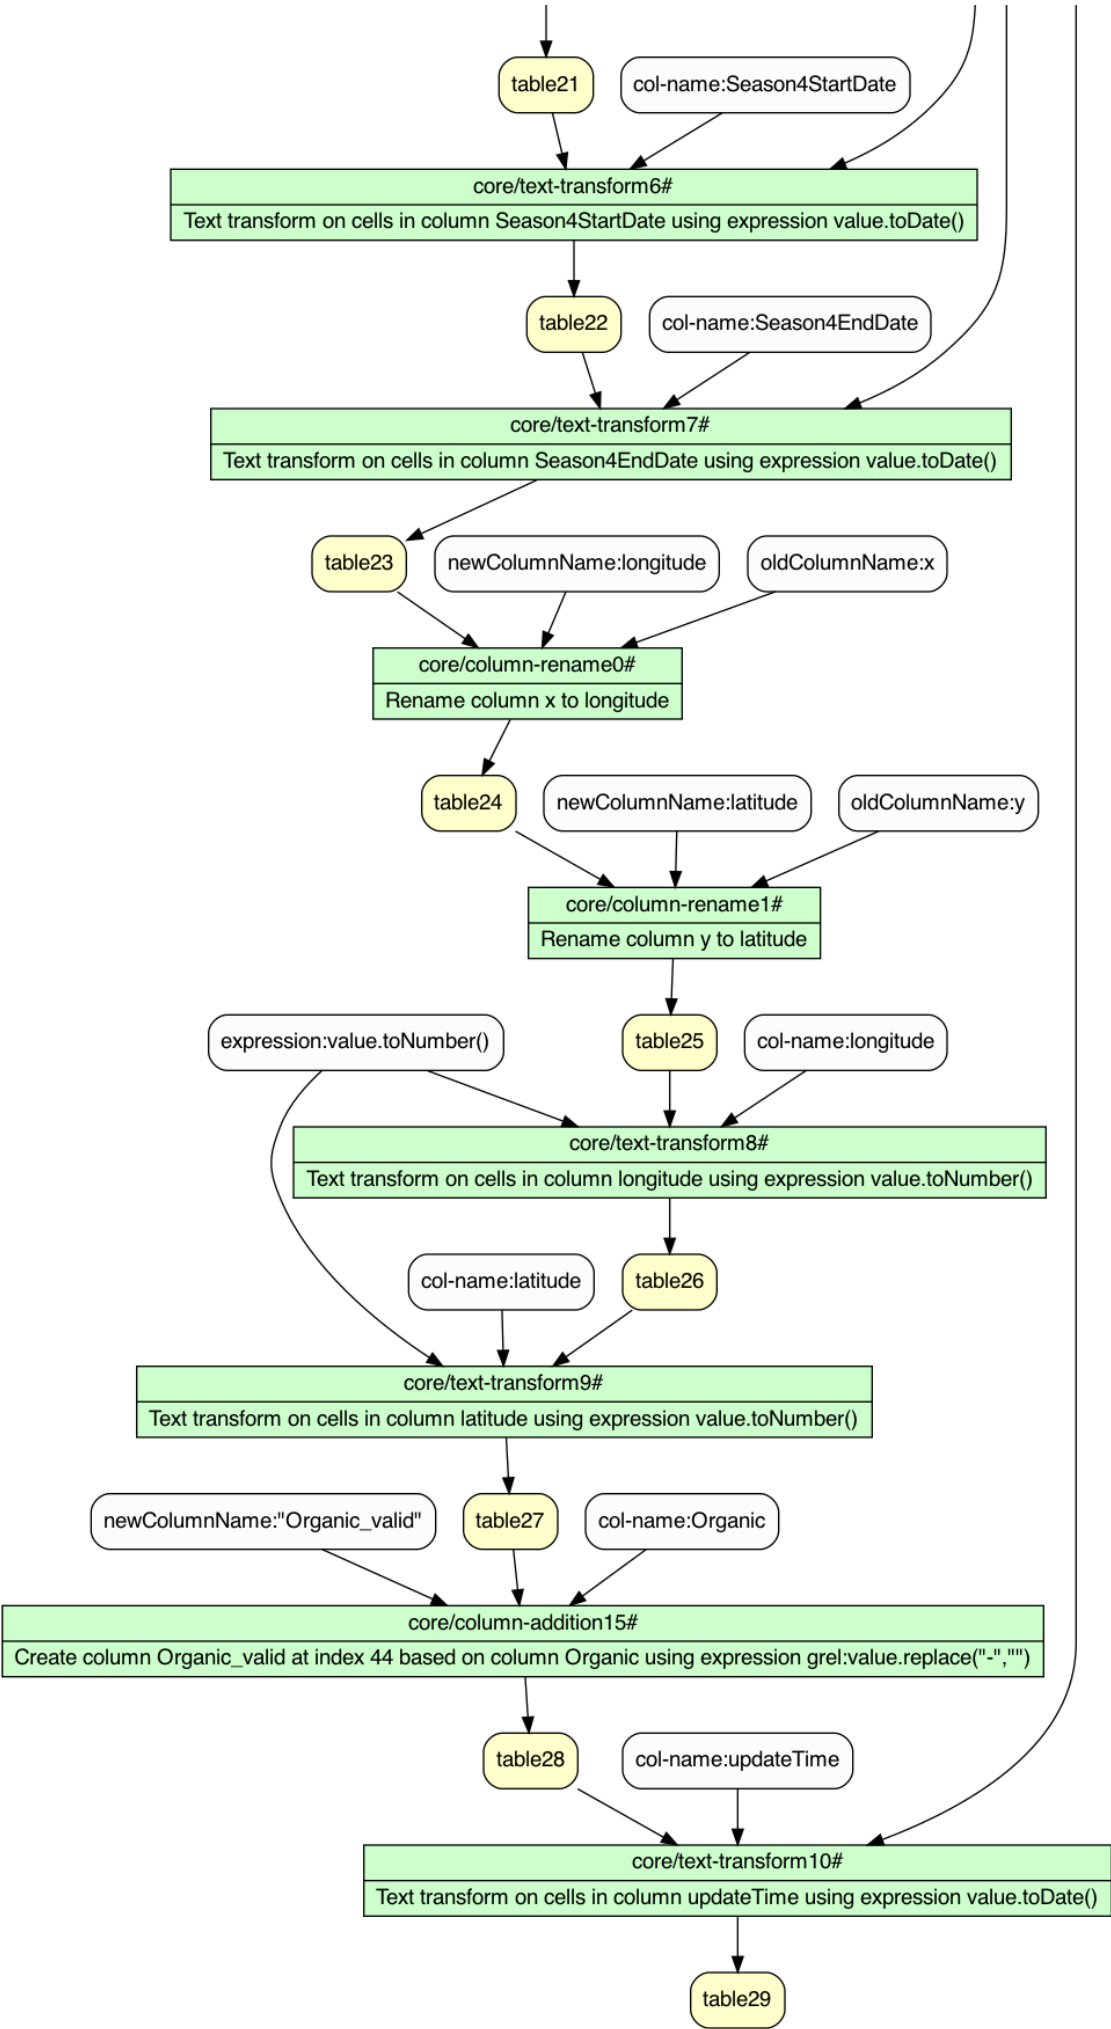 table21
col-name:Season4StartDate
core/text-transform6#
Text transform on cells in column Season4StartDate using expression value.toDate()
table22
col-name:Season4EndDate
core/text-transform7#
Text transform on cells in column Season4EndDate using expression value.toDate()
table23
newColumnName:longitude
oldColumnName:x
core/column-rename0#
Rename column x to longitude
table24
newColumnName:latitude
oldColumnName:y
core/column-rename1#
Rename column y to latitude
expression:value.toNumber()
table25
col-name:longitude
core/text-transform8#
Text transform on cells in column longitude using expression value.toNumber()
col-name:latitude
table26
core/text-transform9#
Text transform on cells in column latitude using expression value.toNumber()
newColumnName:"Organic_valid"
table27
col-name:Organic
core/column-addition15#
Create column Organic_valid at index 44 based on column Organic using expression grel:value.replace("-","")
table28
col-name:updateTime
core/text-transform10#
Text transform on cells in column updateTime using expression value.toDate()
table29